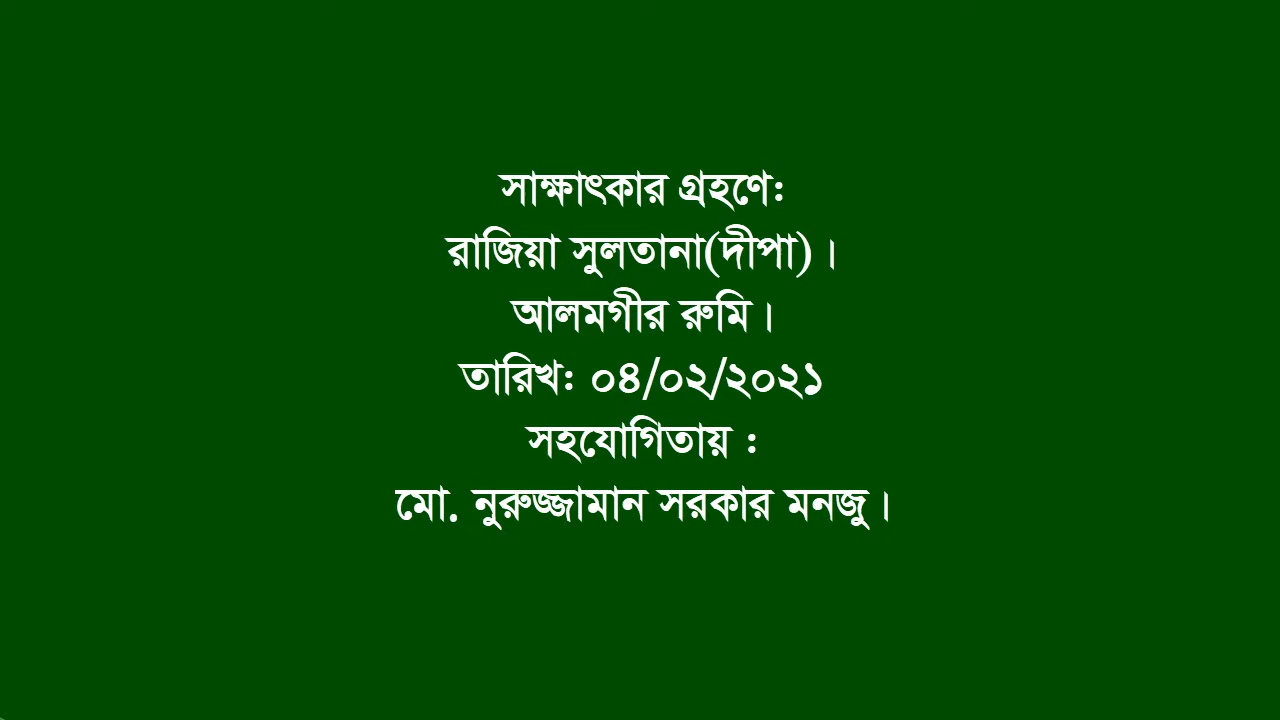 সাক্ষাৎকার গ্রহণে:
রাজিয়া সুলতানা(দীপা)।
আলমগীর রুমি।
তারিখ: ০৪/০২/২০২১
সহযোগিতায় :
মো. নুরুজ্জামান সরকার মনজু।